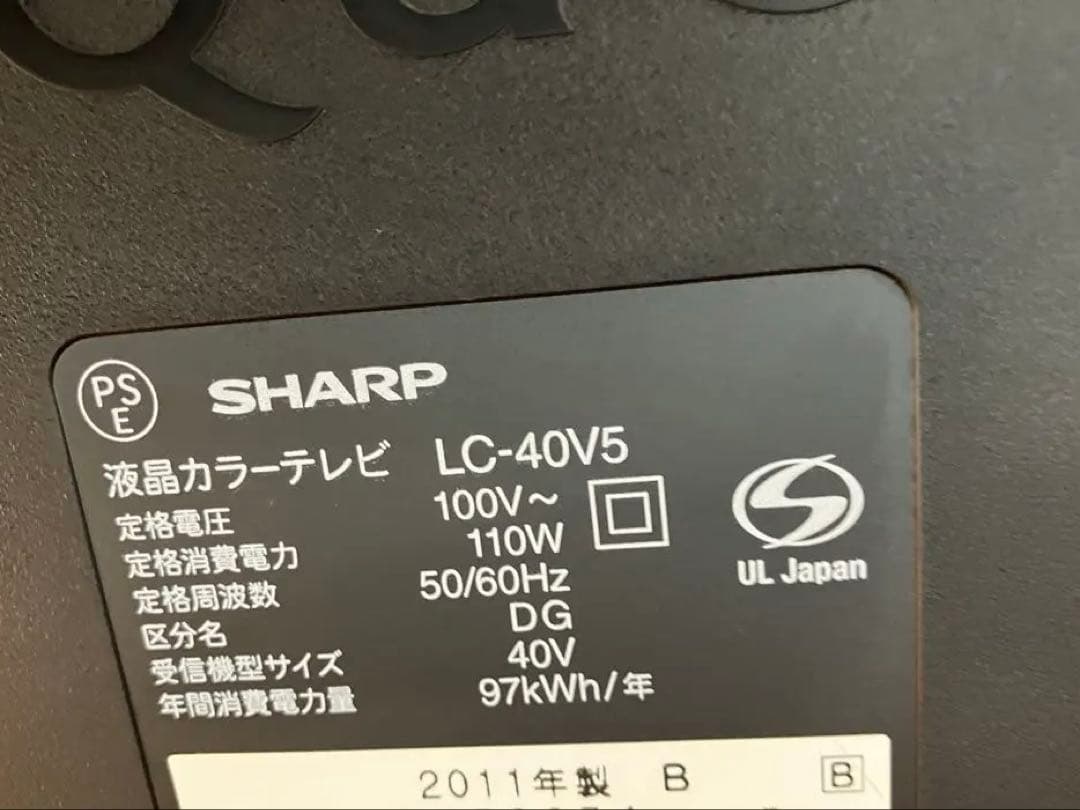 PSE SHARP
液晶カラーテレビ LC-40V5
定格電圧 100V～
定格消費電力 110W
定格周波数 50/60Hz
区分名 DG
受信機型サイズ 40V
年間消費電力量 97kWh/年
UL Japan
2011年製 B B